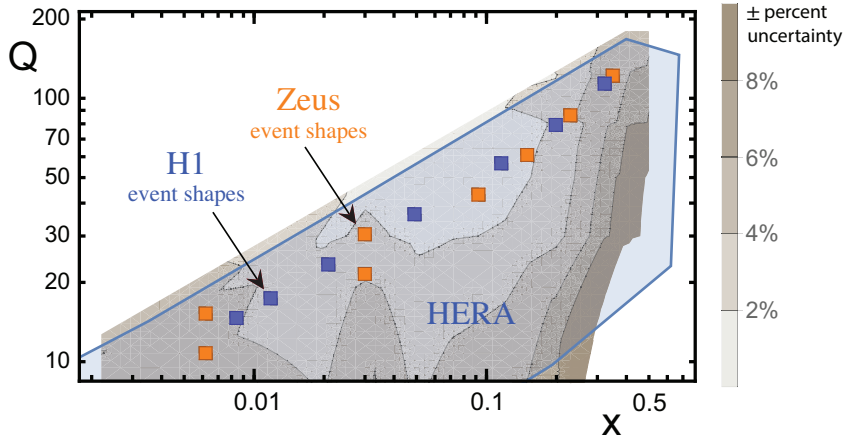 ± percent
uncertainty
Q
200
100
70
50
30
20
10
Zeus
event shapes
H1
event shapes
HERA
0.01
0.1
0.5
x
8%
6%
4%
2%